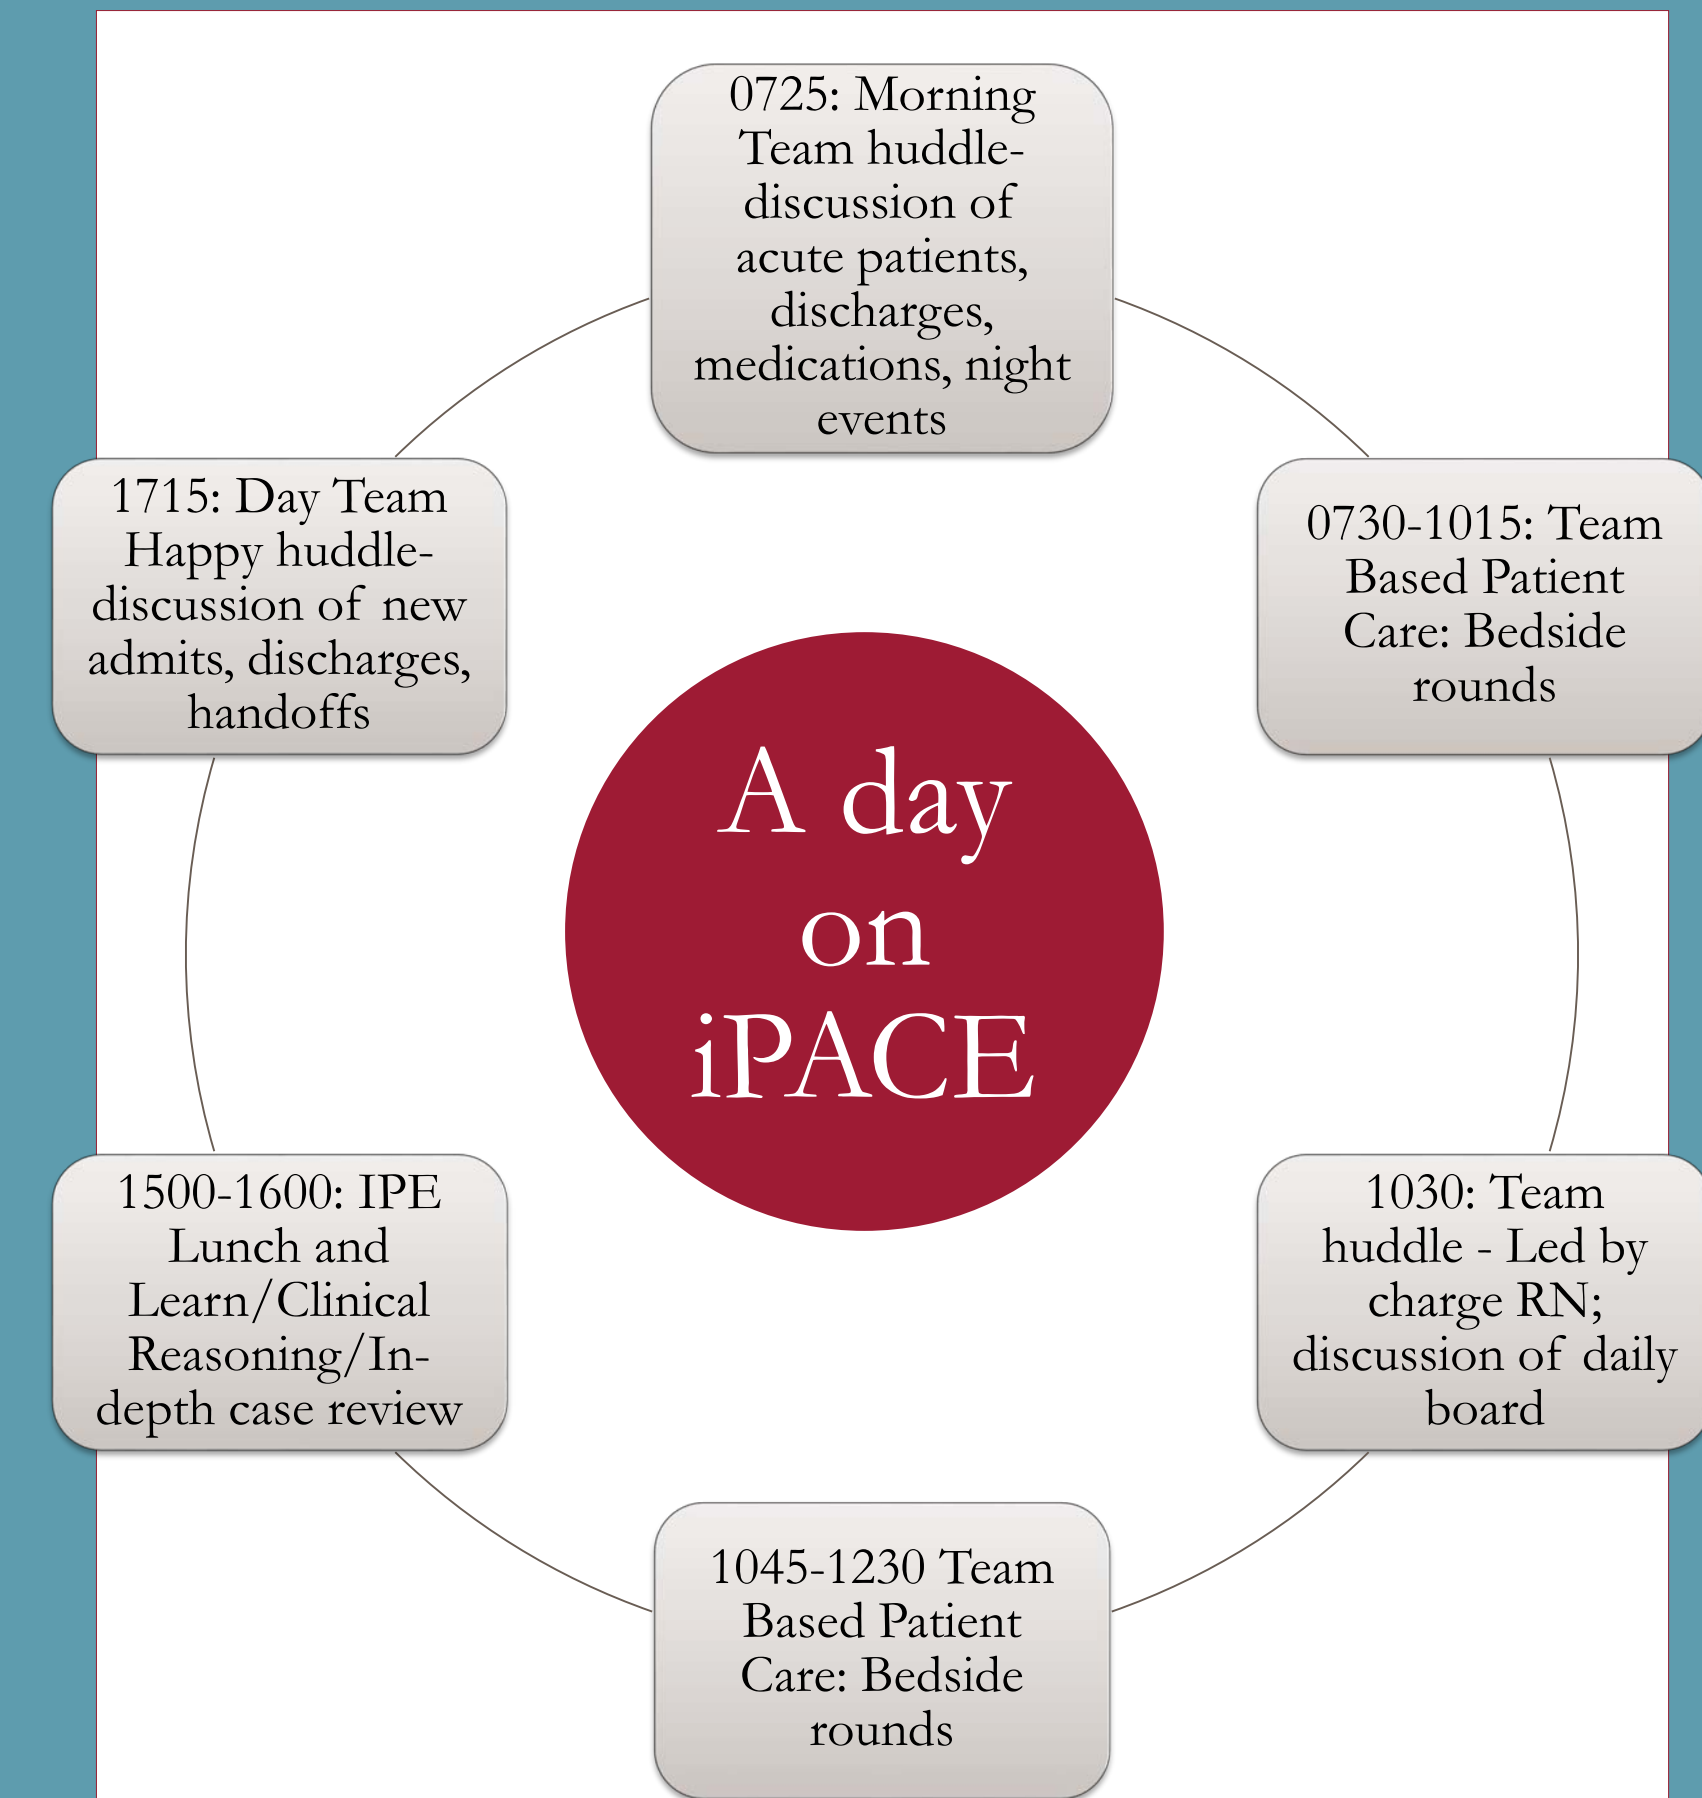 0725: Morning
Team huddle-
discussion of
acute patients,
discharges,
medications, night
events
0730-1015: Team
Based Patient
Care: Bedside
rounds
1030: Team
huddle - Led by
charge RN;
discussion of daily
board
1045-1230 Team
Based Patient
Care: Bedside
rounds
1500-1600: IPE
Lunch and
Learn/Clinical
Reasoning/In-
depth case review
1715: Day Team
Happy huddle-
discussion of new
admits, discharges,
handoffs
A day
on
iPACE